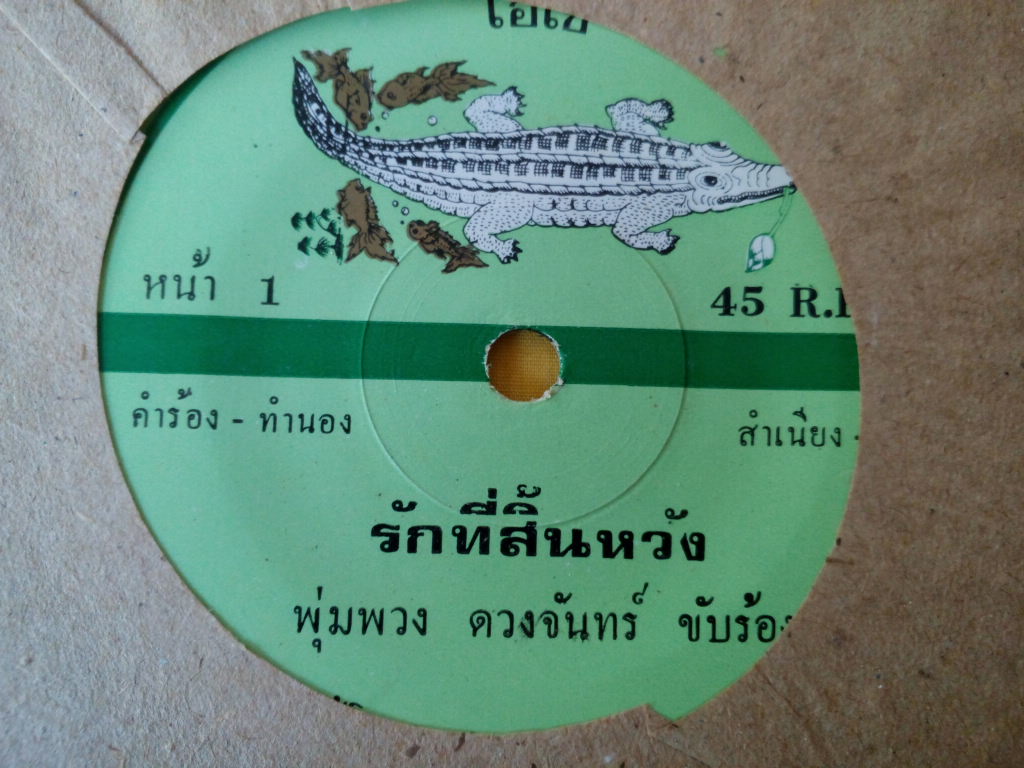 หน้า 1
45 R.
คำร้อง - ทำนอง
สำเนียง
รักที่สิ้นหวัง
พุ่มพวง ดวงจันทร์ ขับร้อง